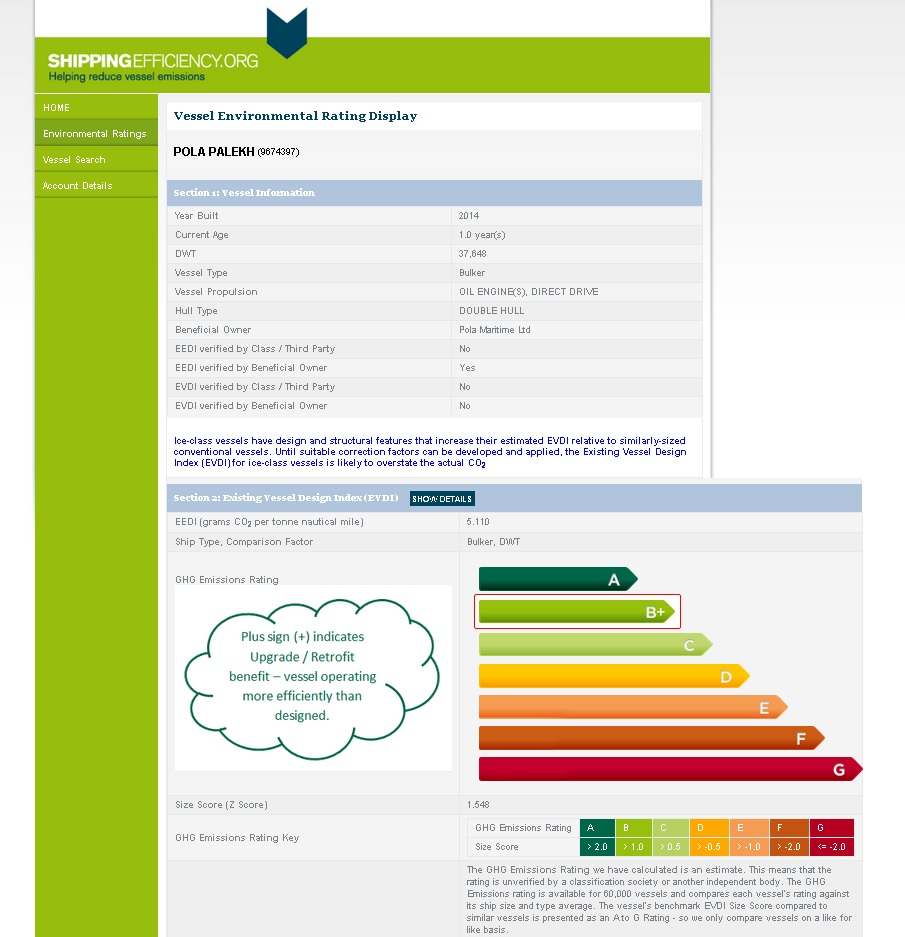 SHIPPINGEFFICIENCY.ORG
Helping reduce vessel emissions
HOME
Environmental Ratings
Vessel Search
Account Details
Vessel Environmental Rating Display
POLA PALEKH (9674397)
Section 1: Vessel Information
Year Built 2014
Current Age 1.0 year(s)
DWT 37,648
Vessel Type Bulker
Vessel Propulsion OIL ENGINE(S), DIRECT DRIVE
Hull Type DOUBLE HULL
Beneficial Owner Pola Maritime Ltd
EEDI verified by Class / Third Party No
EEDI verified by Beneficial Owner Yes
EVDI verified by Class / Third Party No
EVDI verified by Beneficial Owner No
Ice-class vessels have design and structural features that increase their estimated EVDI relative to similarly-sized
conventional vessels. Until suitable correction factors can be developed and applied, the Existing Vessel Design
Index (EVDI) for ice-class vessels is likely to overstate the actual CO₂
Section 2: Existing Vessel Design Index (EVDI) SHOW DETAILS
EEDI (grams CO₂ per tonne nautical mile) 5.110
Ship Type, Comparison Factor Bulker, DWT
GHG Emissions Rating
Plus sign (+) indicates
Upgrade / Retrofit
benefit – vessel operating
more efficiently than
designed.
A
B+
C
D
E
F
G
Size Score (Z Score) 1.548
GHG Emissions Rating Key
GHG Emissions Rating A B C D E F G
Size Score > 2.0 > 1.0 > 0.5 > -0.5 > -1.0 > -2.0 <= -2.0
The GHG Emissions Rating we have calculated is an estimate. This means that the
rating is unverified by a classification society or another independent body. The GHG
Emissions rating is available for 60,000 vessels and compares each vessel's rating against
its ship size and type average. The vessel's benchmark EVDI Size Score compared to
similar vessels is presented as an A to G Rating - so we only compare vessels on a like for
like basis.